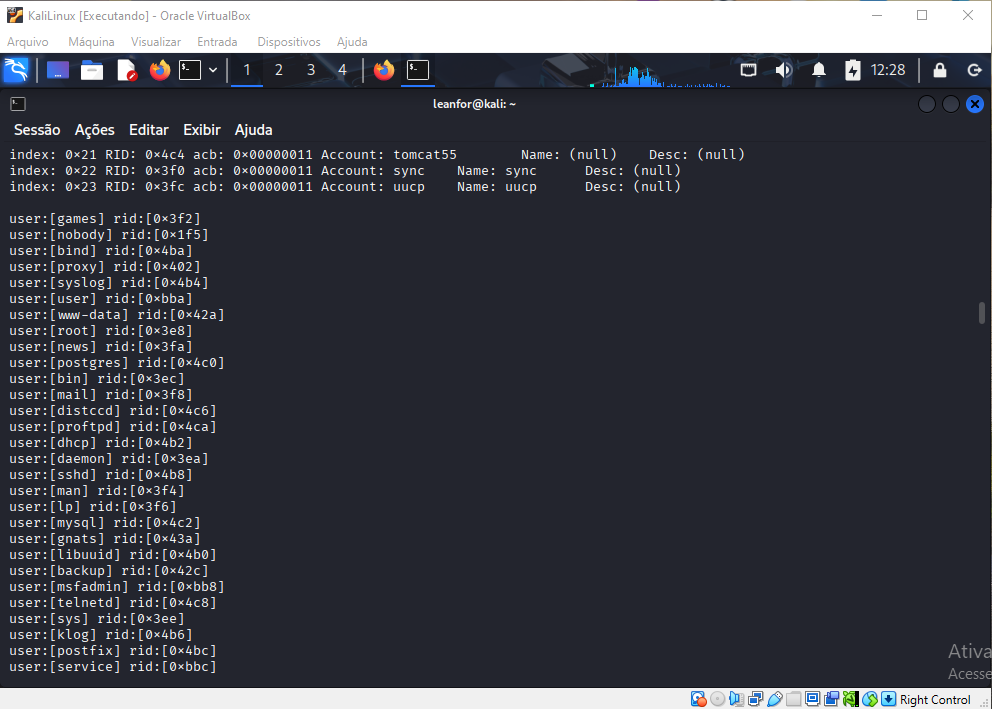 KaliLinux [Executando] - Oracle VirtualBox
Arquivo Máquina Visualizar Entrada Dispositivos Ajuda
1 2 3 4 12:28
leanfor@kali: ~
Sessão Ações Editar Exibir Ajuda
index: 0×21 RID: 0×4c4 acb: 0×00000011 Account: tomcat55 Name: (null) Desc: (null)
index: 0×22 RID: 0×3f0 acb: 0×00000011 Account: sync Name: sync Desc: (null)
index: 0×23 RID: 0×3fc acb: 0×00000011 Account: uucp Name: uucp Desc: (null)
user:[games] rid:[0×3f2]
user:[nobody] rid:[0×1f5]
user:[bind] rid:[0×4ba]
user:[proxy] rid:[0×402]
user:[syslog] rid:[0×4b4]
user:[user] rid:[0×bba]
user:[www-data] rid:[0×42a]
user:[root] rid:[0×3e8]
user:[news] rid:[0×3fa]
user:[postgres] rid:[0×4c0]
user:[bin] rid:[0×3ec]
user:[mail] rid:[0×3f8]
user:[distccd] rid:[0×4c6]
user:[proftpd] rid:[0×4ca]
user:[dhcp] rid:[0×4b2]
user:[daemon] rid:[0×3ea]
user:[sshd] rid:[0×4b8]
user:[man] rid:[0×3f4]
user:[lp] rid:[0×3f6]
user:[mysql] rid:[0×4c2]
user:[gnats] rid:[0×43a]
user:[libuuid] rid:[0×4b0]
user:[backup] rid:[0×42c]
user:[msfadmin] rid:[0×bb8]
user:[telnetd] rid:[0×4c8]
user:[sys] rid:[0×3ee]
user:[klog] rid:[0×4b6]
user:[postfix] rid:[0×4bc]
user:[service] rid:[0×bbc]
Ativa
Acesse
Right Control